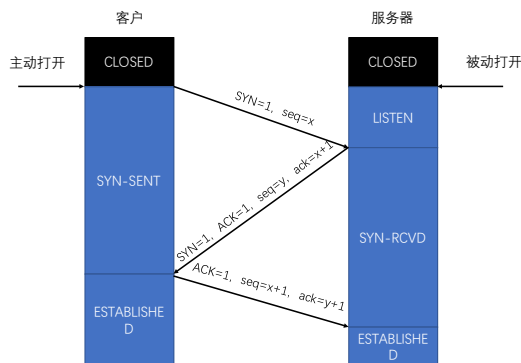 客户
服务器
主动打开
CLOSED
CLOSED
被动打开
SYN=1, seq=x
LISTEN
SYN-SENT
SYN=1, ACK=1, seq=y, ack=x+1
SYN-RCVD
ACK=1, seq=x+1, ack=y+1
ESTABLISHE
D
ESTABLISHE
D